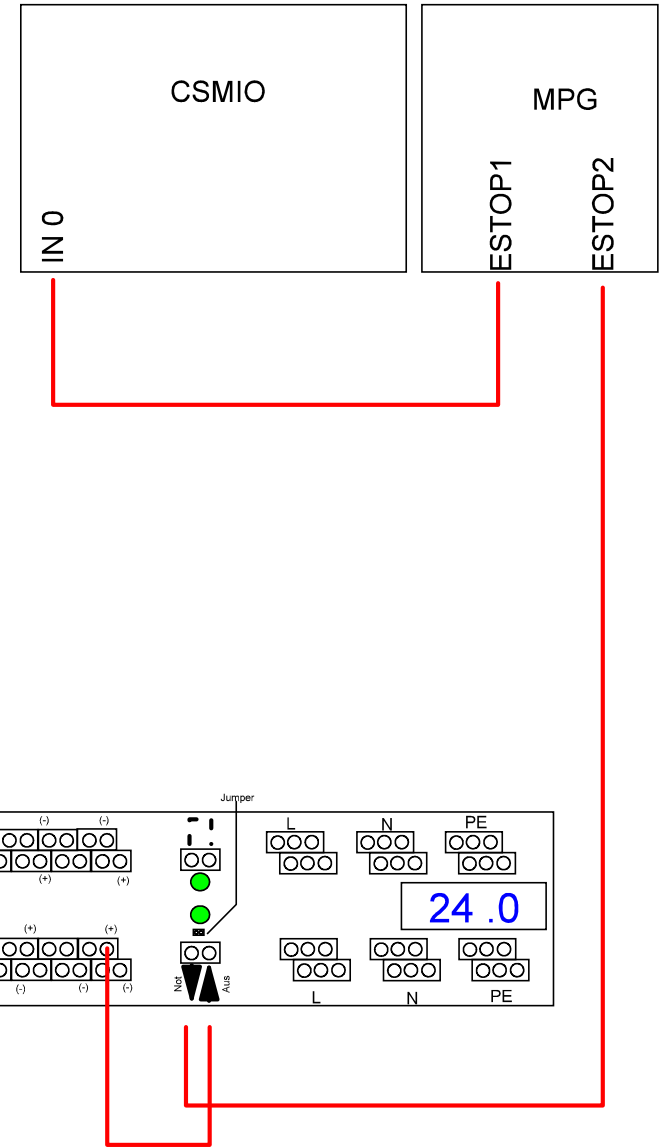 CSMIO
MPG
IN 0
ESTOP1
ESTOP2
Jumper
(-)
(-)
L
N
PE
(+)
(+)
24 .0
(+)
(+)
(-)
(-)
(-)
Not
Aus
L
N
PE